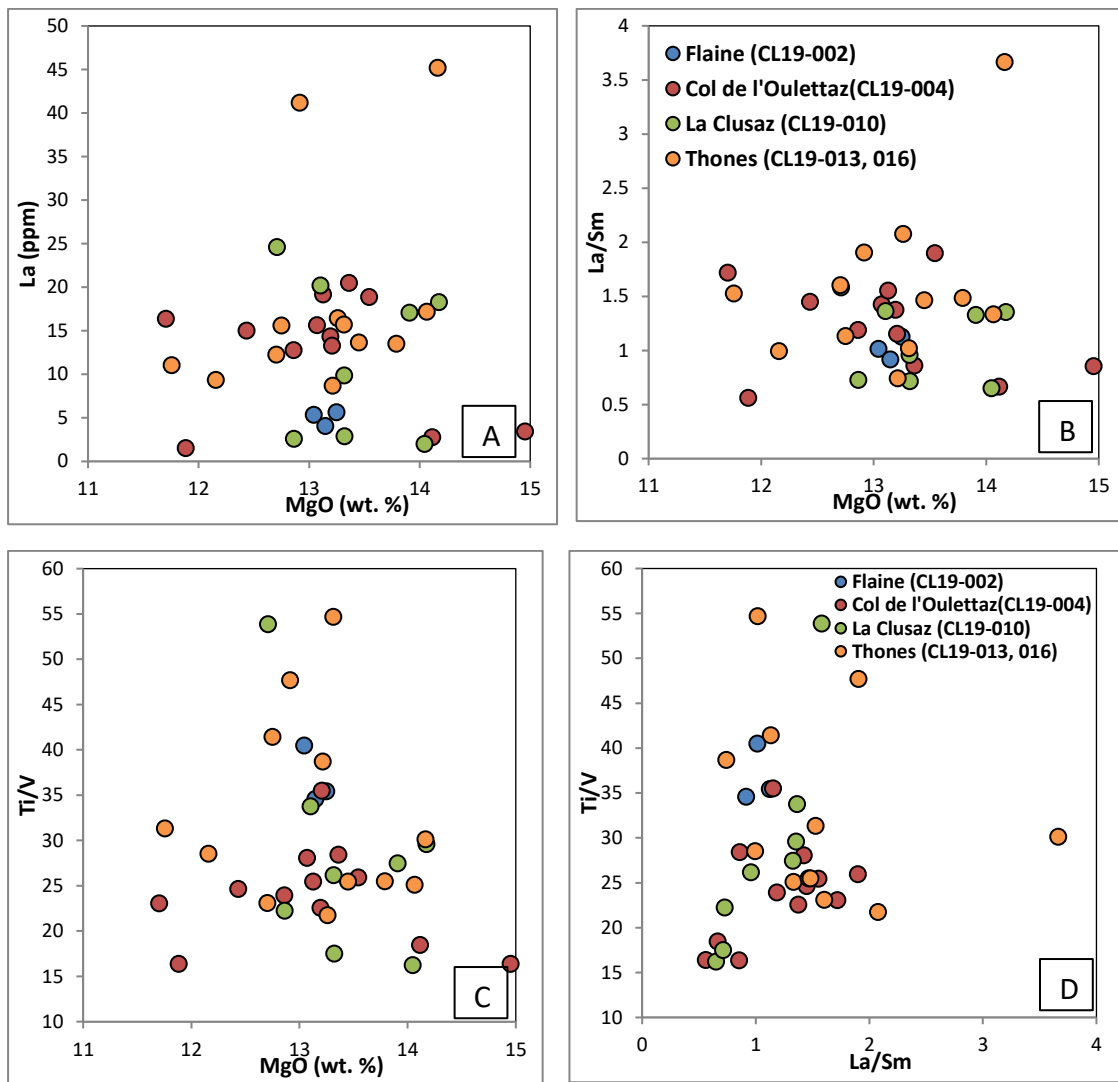 50
45
40
35
30
25
20
15
10
5
0
La (ppm)
11 12 13 14 15
MgO (wt. %)
A
4
3.5
3
2.5
2
1.5
1
0.5
0
La/Sm
Flaine (CL19-002)
Col de l'Oulettaz(CL19-004)
La Clusaz (CL19-010)
Thones (CL19-013, 016)
11 12 13 14 15
MgO (wt. %)
B
60
55
50
45
40
35
30
25
20
15
10
Ti/V
11 12 13 14 15
MgO (wt. %)
C
60
55
50
45
40
35
30
25
20
15
10
Ti/V
Flaine (CL19-002)
Col de l'Oulettaz(CL19-004)
La Clusaz (CL19-010)
Thones (CL19-013, 016)
0 1 2 3 4
La/Sm
D